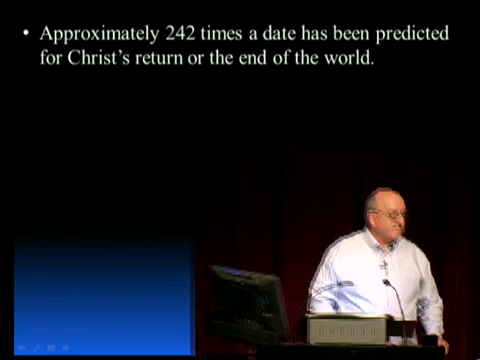 • Approximately 242 times a date has been predicted
for Christ’s return or the end of the world.